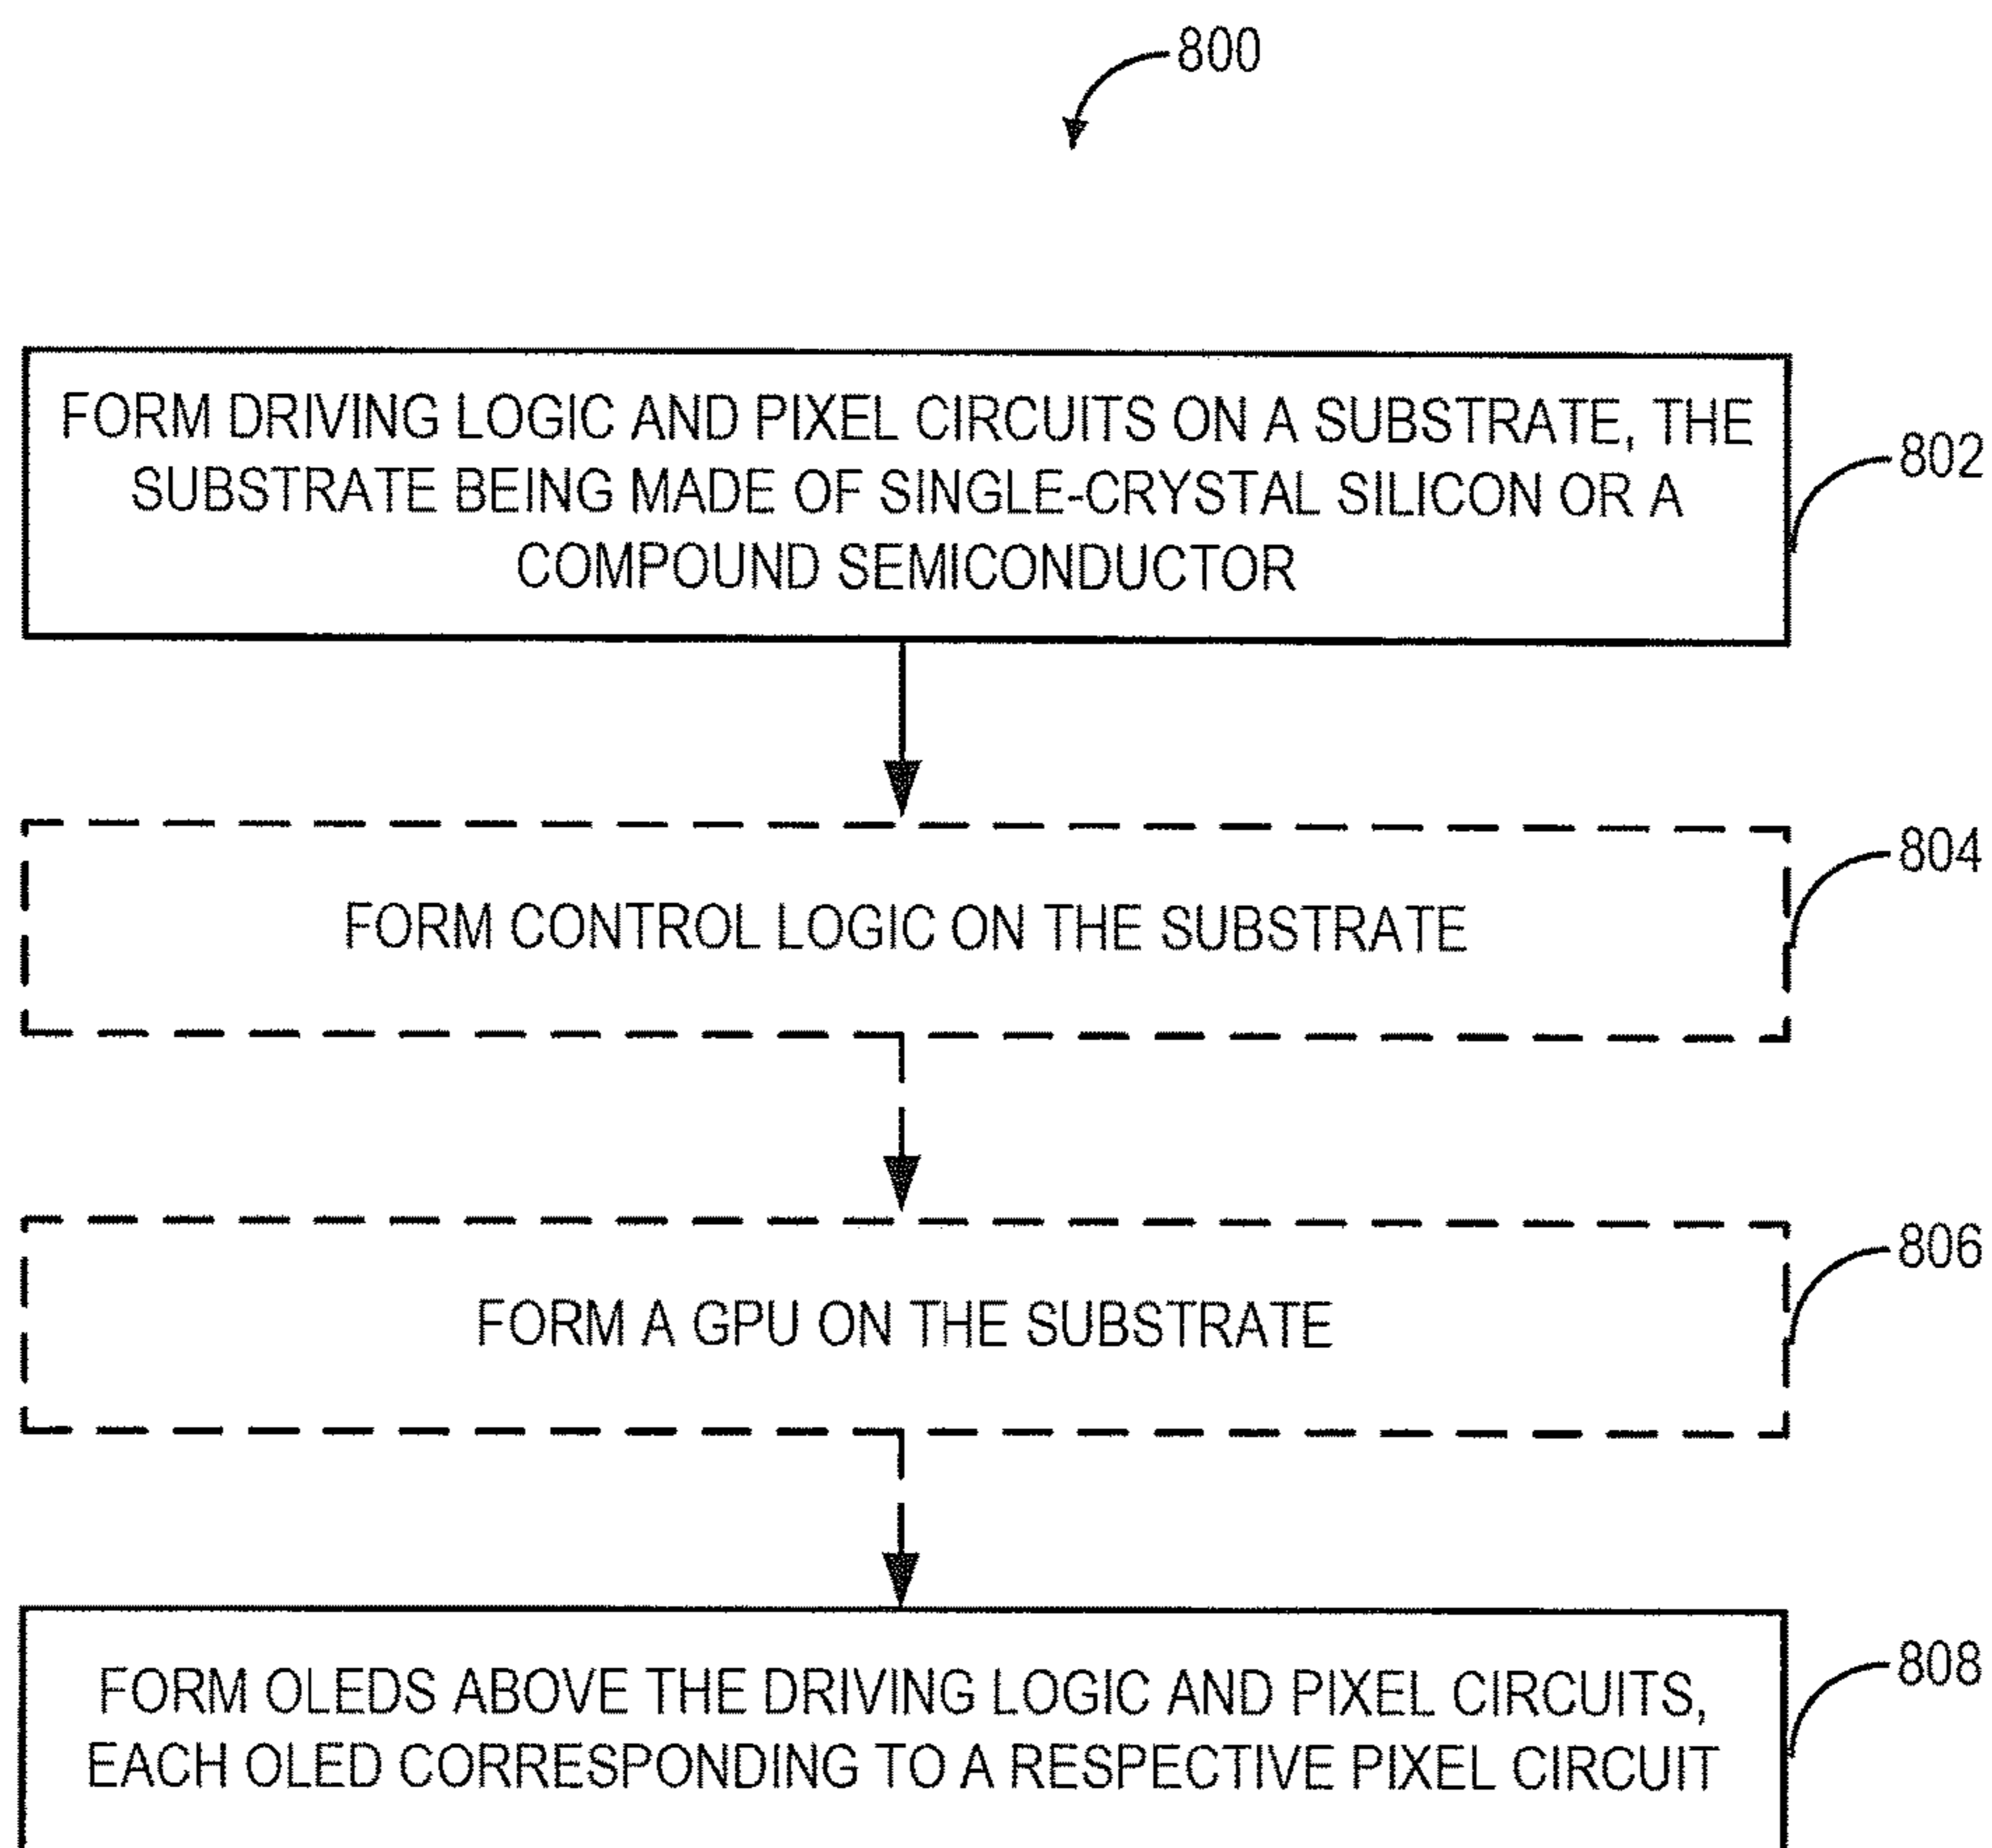 800
FORM DRIVING LOGIC AND PIXEL CIRCUITS ON A SUBSTRATE, THE
SUBSTRATE BEING MADE OF SINGLE-CRYSTAL SILICON OR A
COMPOUND SEMICONDUCTOR
802
FORM CONTROL LOGIC ON THE SUBSTRATE
804
FORM A GPU ON THE SUBSTRATE
806
FORM OLEDS ABOVE THE DRIVING LOGIC AND PIXEL CIRCUITS,
EACH OLED CORRESPONDING TO A RESPECTIVE PIXEL CIRCUIT
808